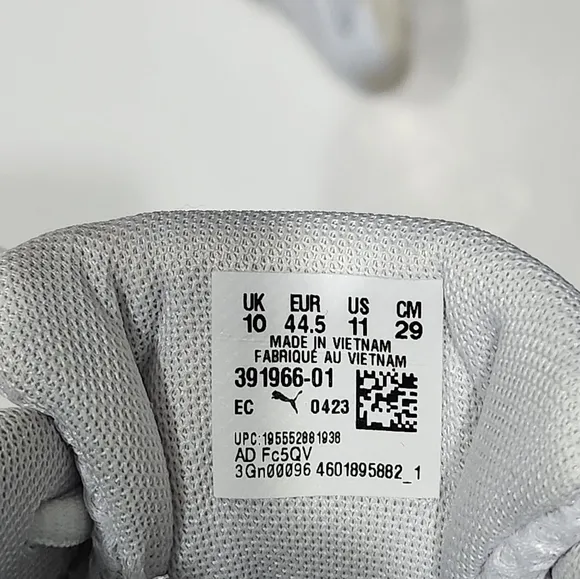 UK EUR US CM
10 44.5 11 29
MADE IN VIETNAM
FABRIQUÉ AU VIETNAM
391966-01
EC 0423
UPC:195552881938
AD Fc5QV
3Gn00096 4601895882_1